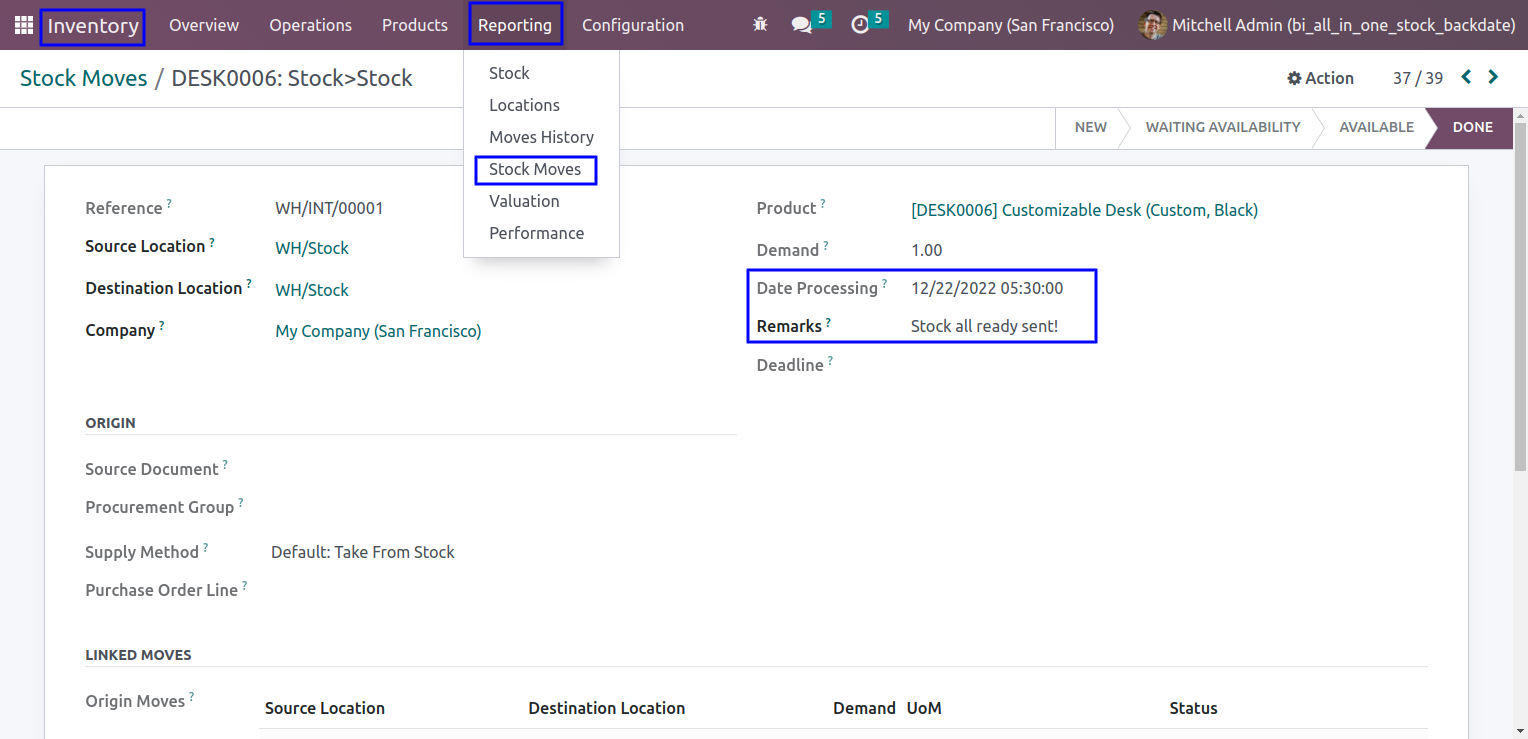 Inventory Overview Operations Products Reporting Configuration 5 5 My Company (San Francisco) Mitchell Admin (bi_all_in_one_stock_backdate)
Stock Moves / DESK0006: Stock>Stock Action 37 / 39
Stock
Locations
Moves History
Stock Moves
Valuation
Performance
NEW WAITING AVAILABILITY AVAILABLE DONE
Reference ? WH/INT/00001
Source Location ? WH/Stock
Destination Location ? WH/Stock
Company ? My Company (San Francisco)
Product ? [DESK0006] Customizable Desk (Custom, Black)
Demand ? 1.00
Date Processing ? 12/22/2022 05:30:00
Remarks ? Stock all ready sent!
Deadline ?
ORIGIN
Source Document ?
Procurement Group ?
Supply Method ? Default: Take From Stock
Purchase Order Line ?
LINKED MOVES
Origin Moves ? Source Location Destination Location Demand UoM Status